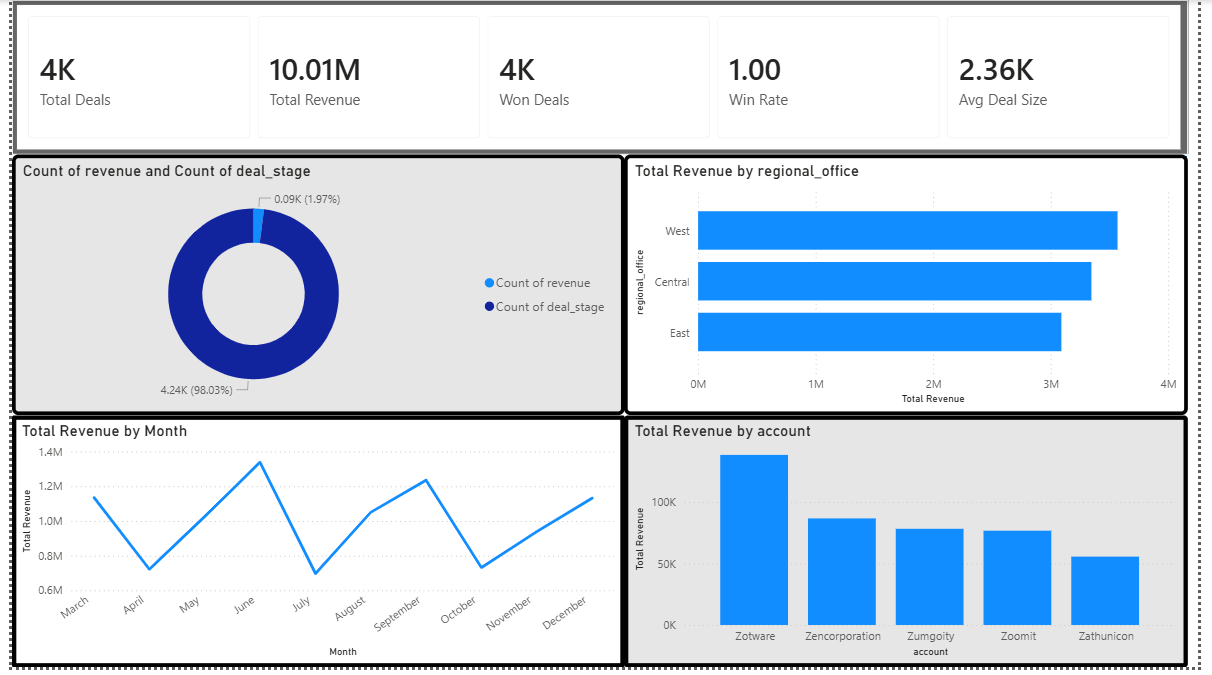 4K
Total Deals
10.01M
Total Revenue
4K
Won Deals
1.00
Win Rate
2.36K
Avg Deal Size
Count of revenue and Count of deal_stage
0.09K (1.97%)
Count of revenue
Count of deal_stage
4.24K (98.03%)
Total Revenue by regional_office
regional_office
West
Central
East
0M 1M 2M 3M 4M
Total Revenue
Total Revenue by Month
Total Revenue
1.4M
1.2M
1.0M
0.8M
0.6M
March April May June July August September October November December
Month
Total Revenue by account
Total Revenue
100K
50K
0K
Zotware Zencorporation Zumgoity Zoomit Zathunicon
account